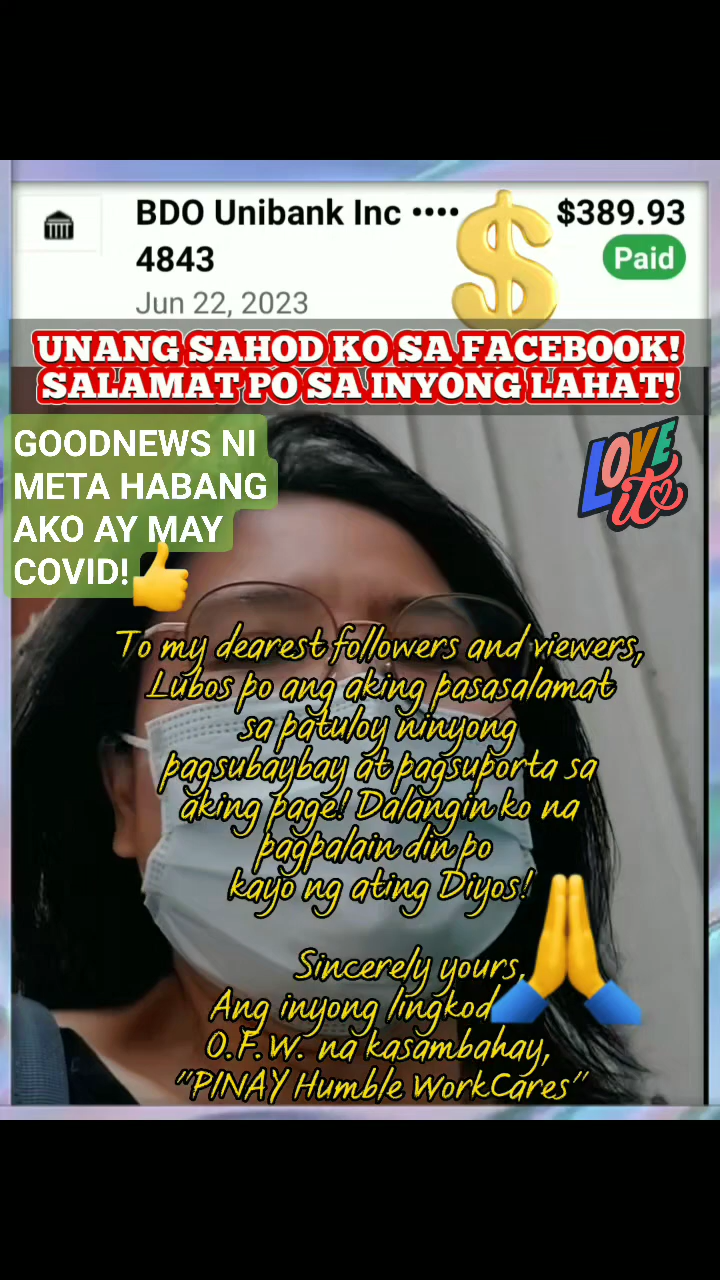 BDO Unibank Inc ••••
4843
Jun 22, 2023
$389.93
Paid
UNANG SAHOD KO SA FACEBOOK!
SALAMAT PO SA INYONG LAHAT!
GOODNEWS NI
META HABANG
AKO AY MAY
COVID!
LOVE
it
To my dearest followers and viewers,
Lubos po ang aking pasasalamat
sa patuloy ninyong
pagsubaybay at pagsuporta sa
aking page! Dalangin ko na
pagpalain din po
kayo ng ating Diyos!
Sincerely yours,
Ang inyong lingkod
O.F.W. na kasambahay,
"PINAY Humble WorkCares"